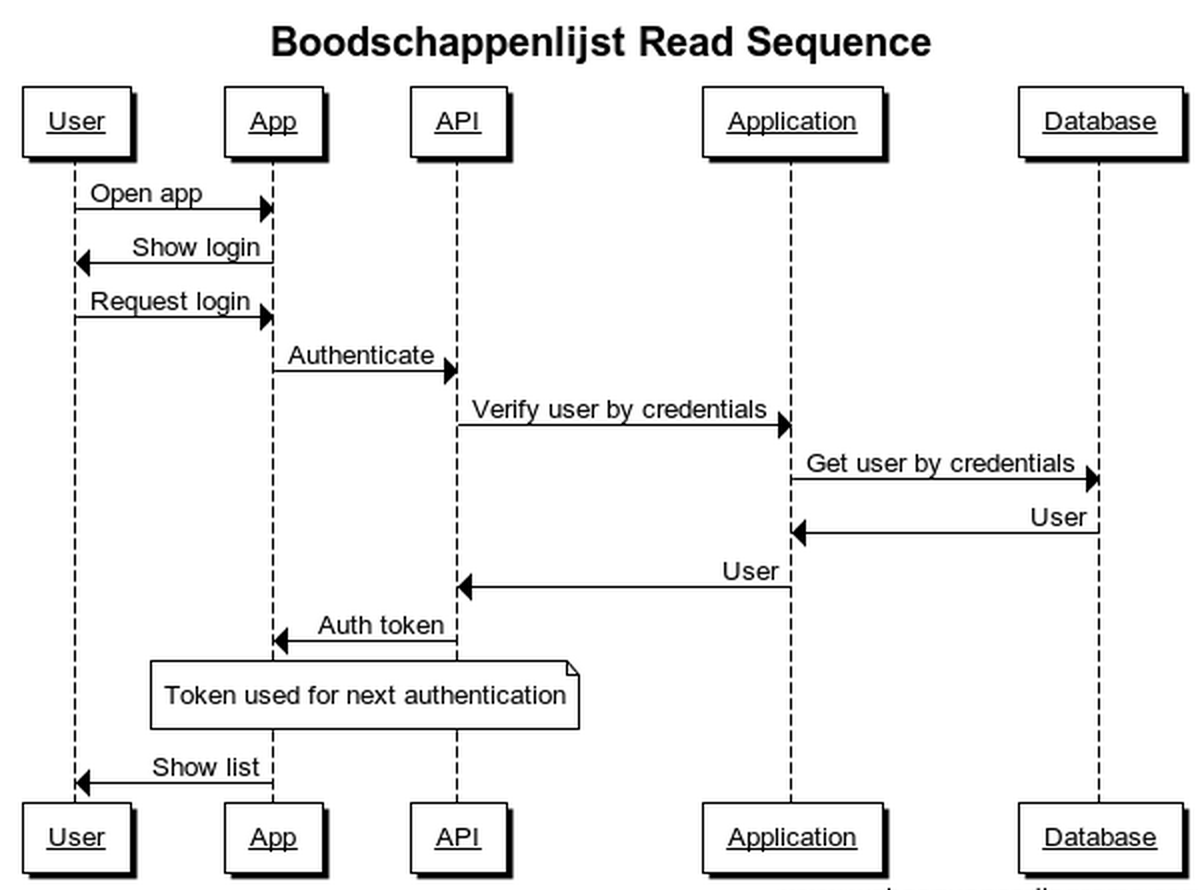 Boodschappenlijst Read Sequence
User App API Application Database
Open app
Show login
Request login
Authenticate
Verify user by credentials
Get user by credentials
User
User
Auth token
Token used for next authentication
Show list
User App API Application Database